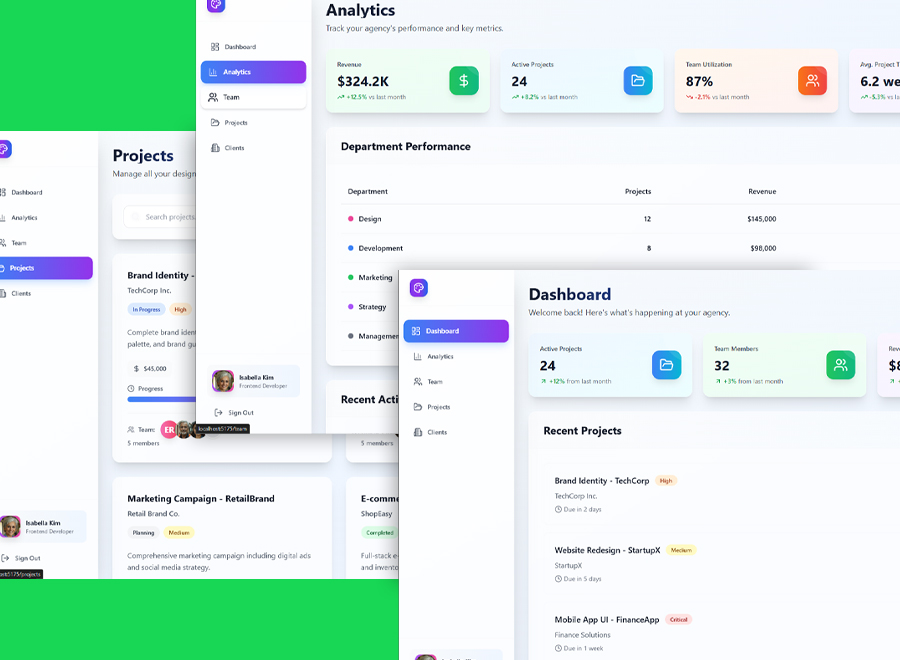 Analytics
Track your agency's performance and key metrics.
Dashboard
Analytics
Team
Projects
Clients
Revenue
$324.2K
+12.5% vs last month
Active Projects
24
+8.2% vs last month
Team Utilization
87%
-2.1% vs last month
Avg. Project T
6.2 we
-5.3% vs la
Department Performance
Department Projects Revenue
Design 12 $145,000
Development 8 $98,000
Marketing
Strategy
Managemen
Recent Acti
Isabella Kim
Frontend Developer
Sign Out
localhost:5175/team
Projects
Manage all your design
Dashboard
Analytics
Team
Projects
Clients
Search projects
Brand Identity -
TechCorp Inc.
In Progress High
Complete brand iden
palette, and brand gu
$ $45,000
Progress
Team: ER
5 members
5 members
Marketing Campaign - RetailBrand
Retail Brand Co.
Planning Medium
Comprehensive marketing campaign including digital ads
and social media strategy.
E-comme
ShopEasy
Completed
Full-stack e
and invento
Isabella Kim
Frontend Developer
Sign Out
ost:5175/projects
Dashboard
Welcome back! Here's what's happening at your agency.
Dashboard
Analytics
Team
Projects
Clients
Active Projects
24
+12% from last month
Team Members
32
+3% from last month
Rev
$8
Recent Projects
Brand Identity - TechCorp High
TechCorp Inc.
Due in 2 days
Website Redesign - StartupX Medium
StartupX
Due in 5 days
Mobile App UI - FinanceApp Critical
Finance Solutions
Due in 1 week